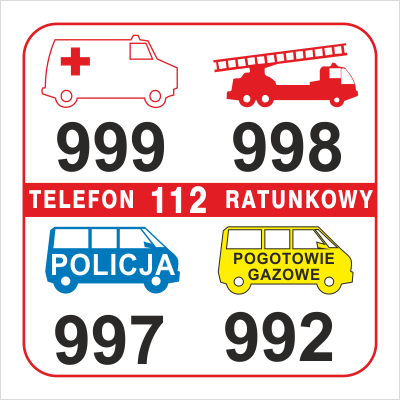 999
998
TELEFON 112 RATUNKOWY
POLICJA
POGOTOWIE
GAZOWE
997
992